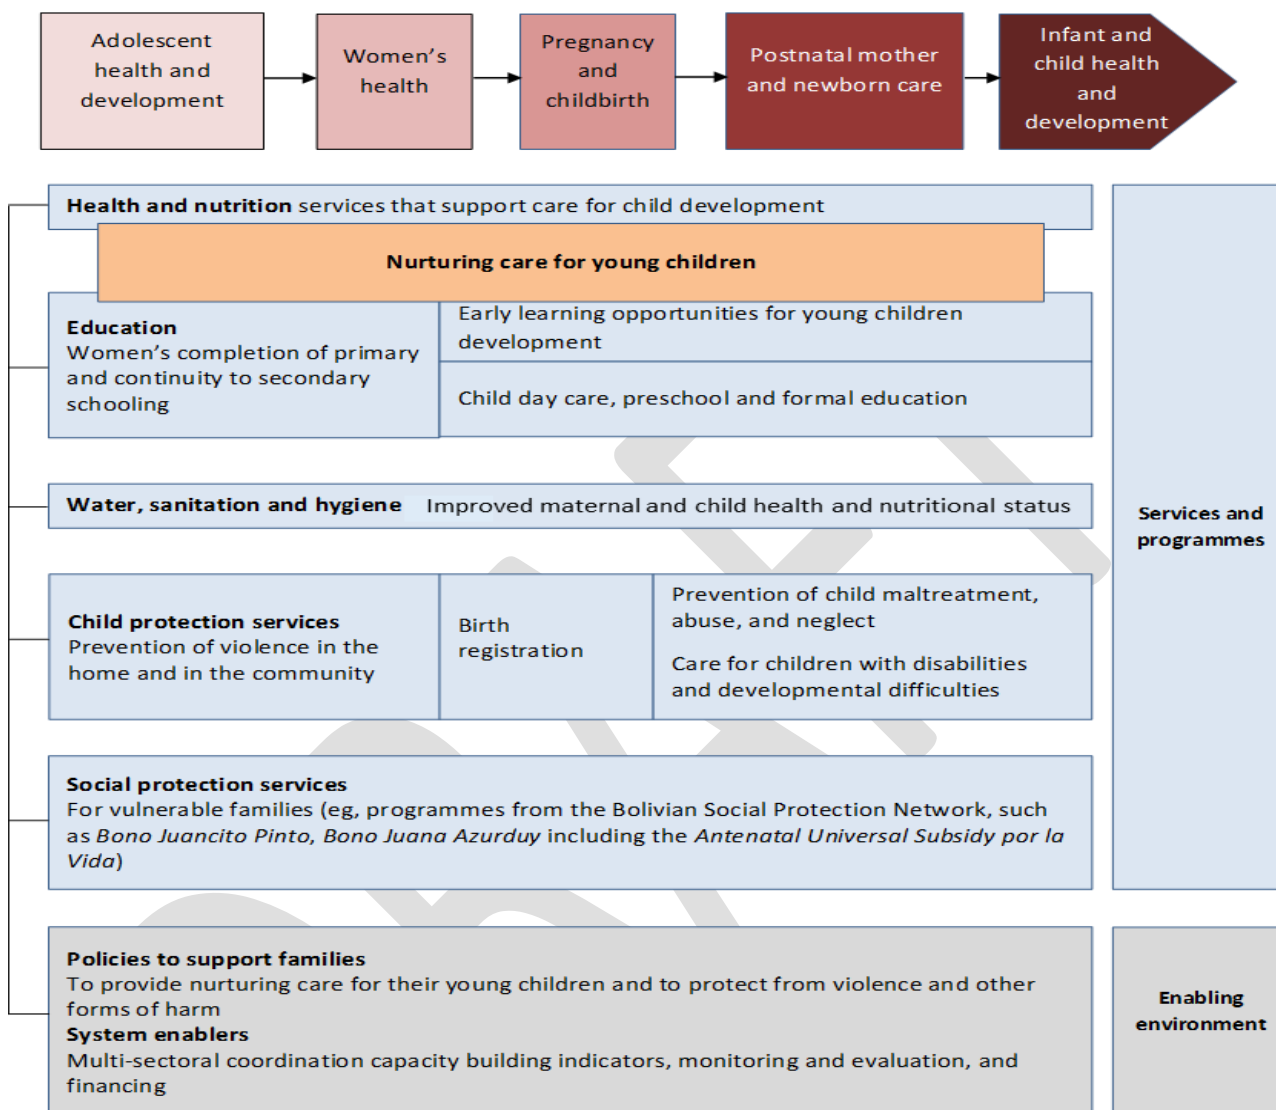 Adolescent
health and
development
Women's
health
Pregnancy
and
childbirth
Postnatal mother
and newborn care
Infant and
child health
and
development
Health and nutrition services that support care for child development
Nurturing care for young children
Education
Women's completion of primary
and continuity to secondary
schooling
Early learning opportunities for young children
development
Child day care, preschool and formal education
Water, sanitation and hygiene Improved maternal and child health and nutritional status
Services and
programmes
Child protection services
Prevention of violence in the
home and in the community
Birth
registration
Prevention of child maltreatment,
abuse, and neglect
Care for children with disabilities
and developmental difficulties
Social protection services
For vulnerable families (eg, programmes from the Bolivian Social Protection Network, such
as Bono Juancito Pinto, Bono Juana Azurduy including the Antenatal Universal Subsidy por la
Vida)
Policies to support families
To provide nurturing care for their young children and to protect from violence and other
forms of harm
System enablers
Multi-sectoral coordination capacity building indicators, monitoring and evaluation, and
financing
Enabling
environment